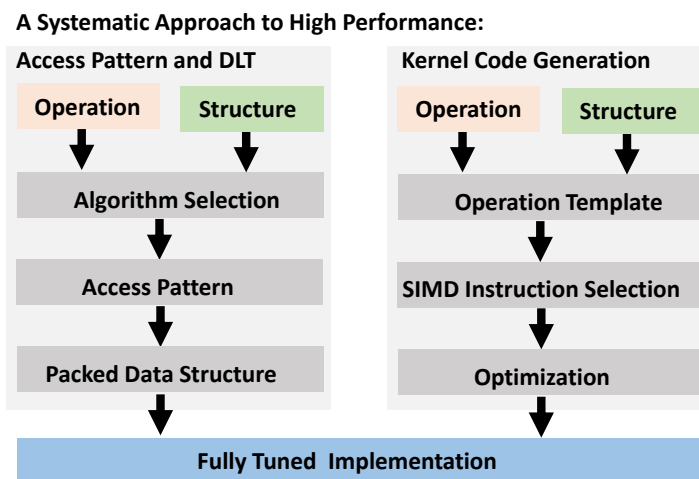 A Systematic Approach to High Performance:
Access Pattern and DLT
Operation
Structure
Algorithm Selection
Access Pattern
Packed Data Structure
Kernel Code Generation
Operation
Structure
Operation Template
SIMD Instruction Selection
Optimization
Fully Tuned Implementation